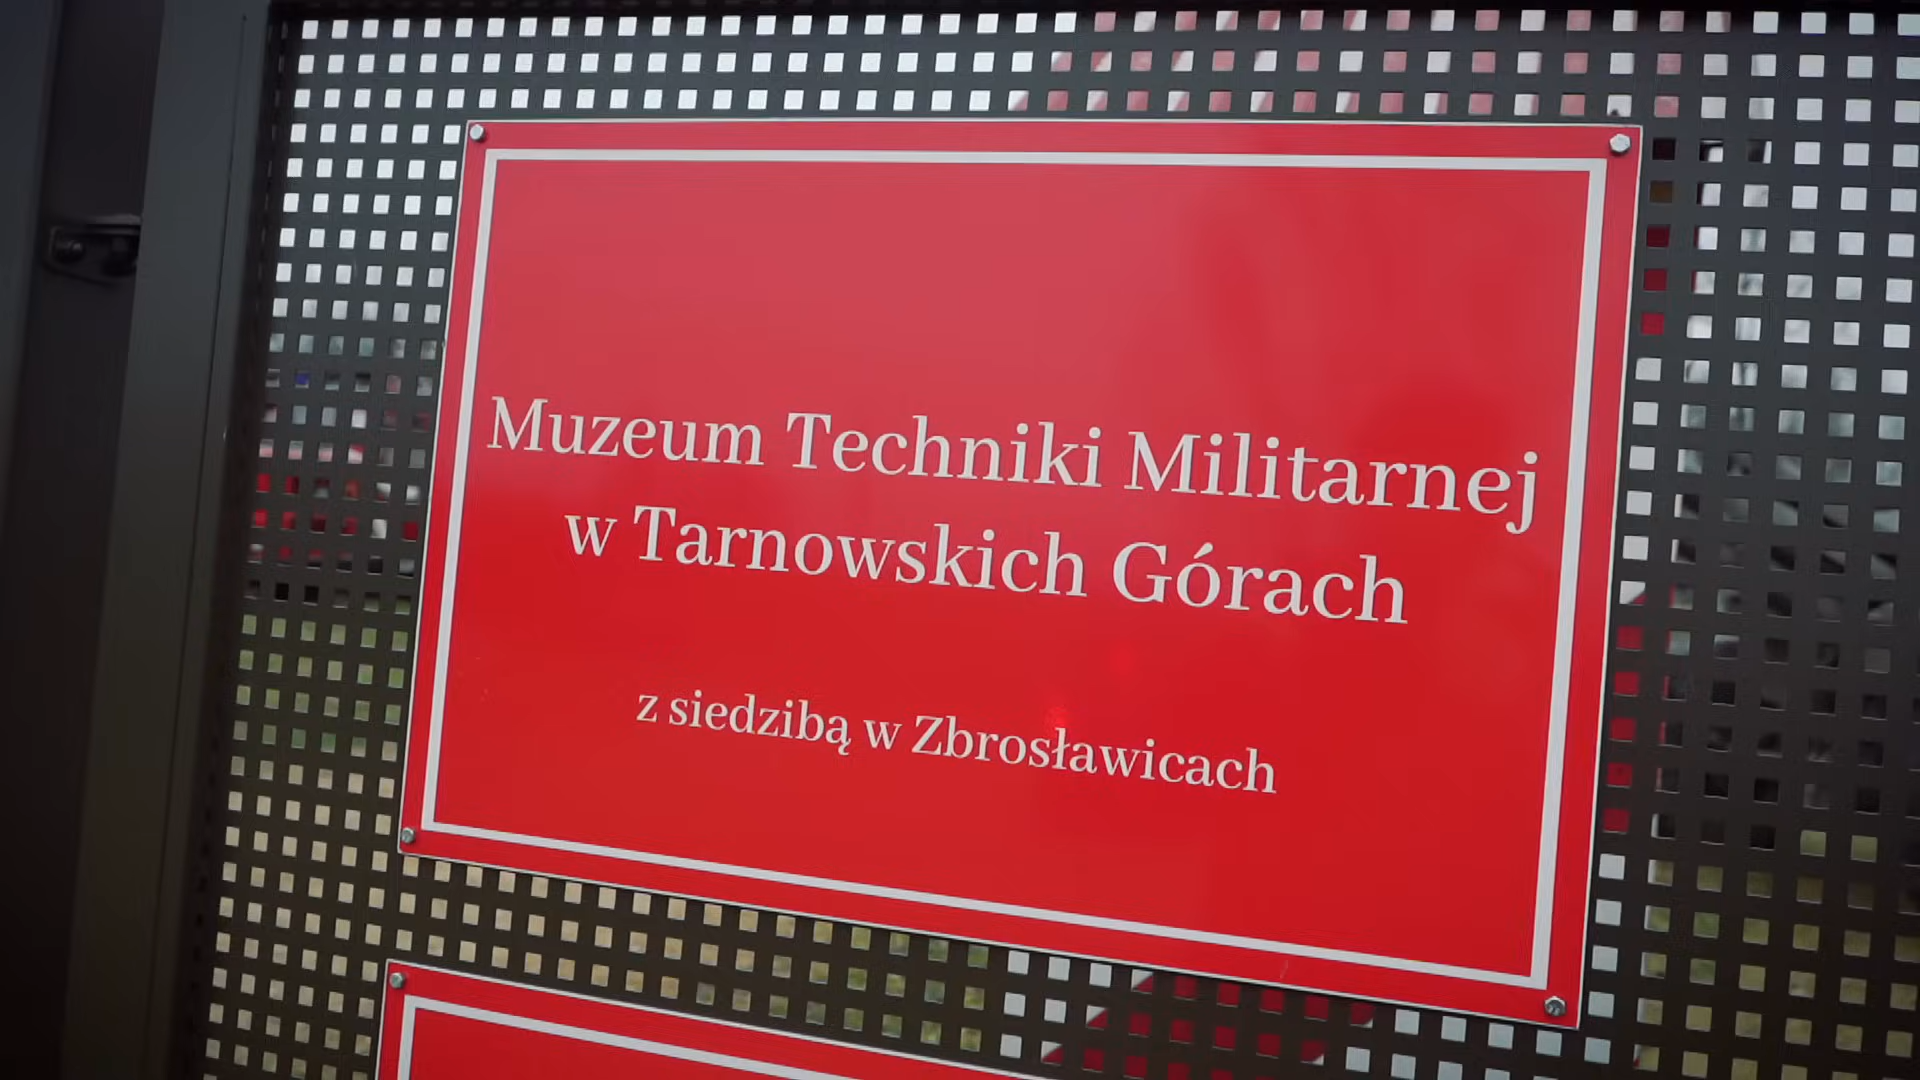 Muzeum Techniki Militarnej
w Tarnowskich Górach
z siedzibą w Zbrosławicach